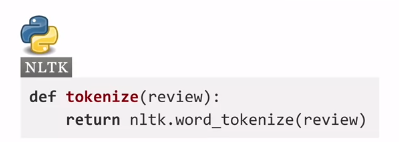 NLTK
def tokenize(review):
    return nltk.word_tokenize(review)